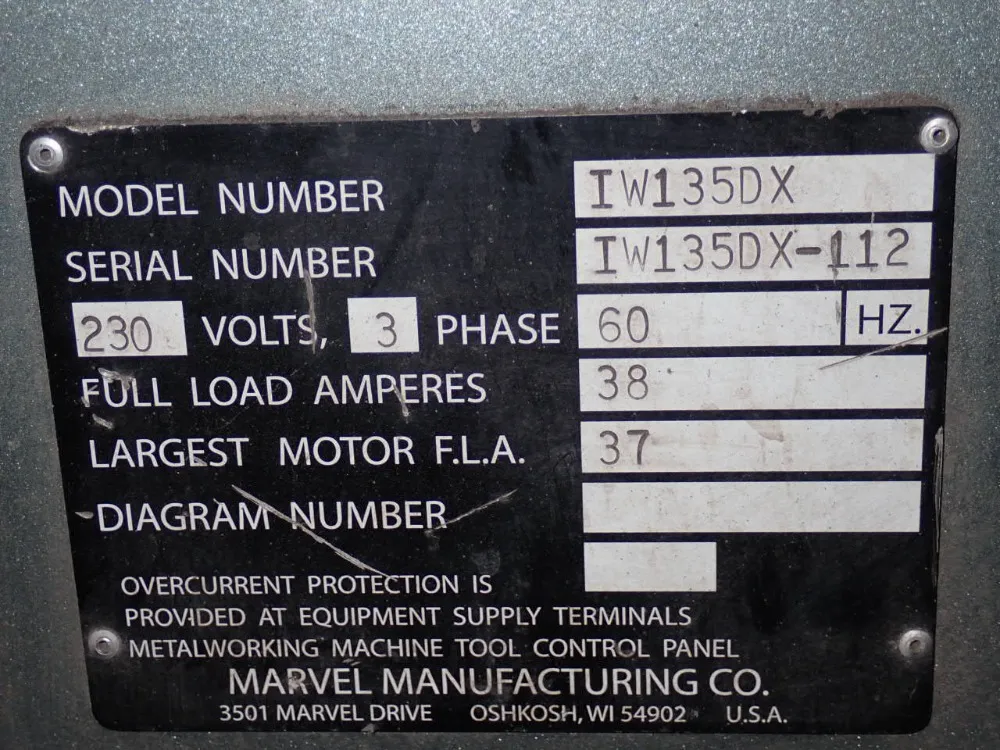 MODEL NUMBER IW135DX
SERIAL NUMBER IW135DX-112
230 VOLTS, 3 PHASE 60 HZ.
FULL LOAD AMPERES 38
LARGEST MOTOR F.L.A. 37
DIAGRAM NUMBER
OVERCURRENT PROTECTION IS
PROVIDED AT EQUIPMENT SUPPLY TERMINALS
METALWORKING MACHINE TOOL CONTROL PANEL
MARVEL MANUFACTURING CO.
3501 MARVEL DRIVE OSHKOSH, WI 54902 U.S.A.